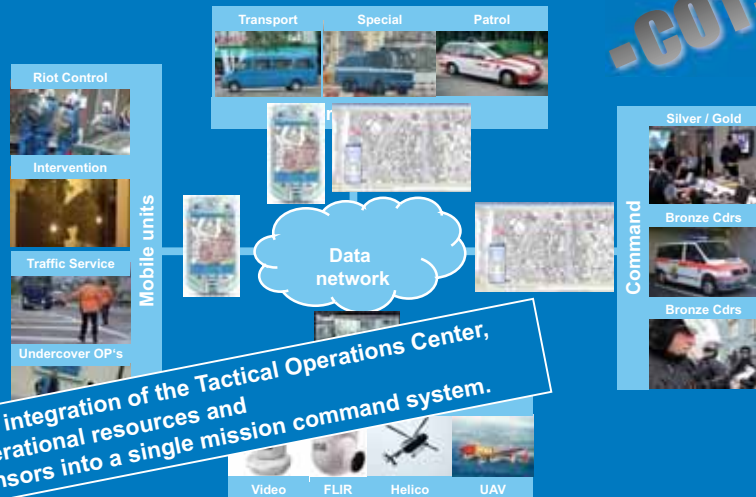 Transport Special Patrol
-COT
Riot Control
Intervention
Traffic Service
Undercover OP's
Mobile units
Data
network
Silver / Gold
Bronze Cdrs
Bronze Cdrs
Command
integration of the Tactical Operations Center,
resources and
into a single mission command system.
Video FLIR Helico UAV